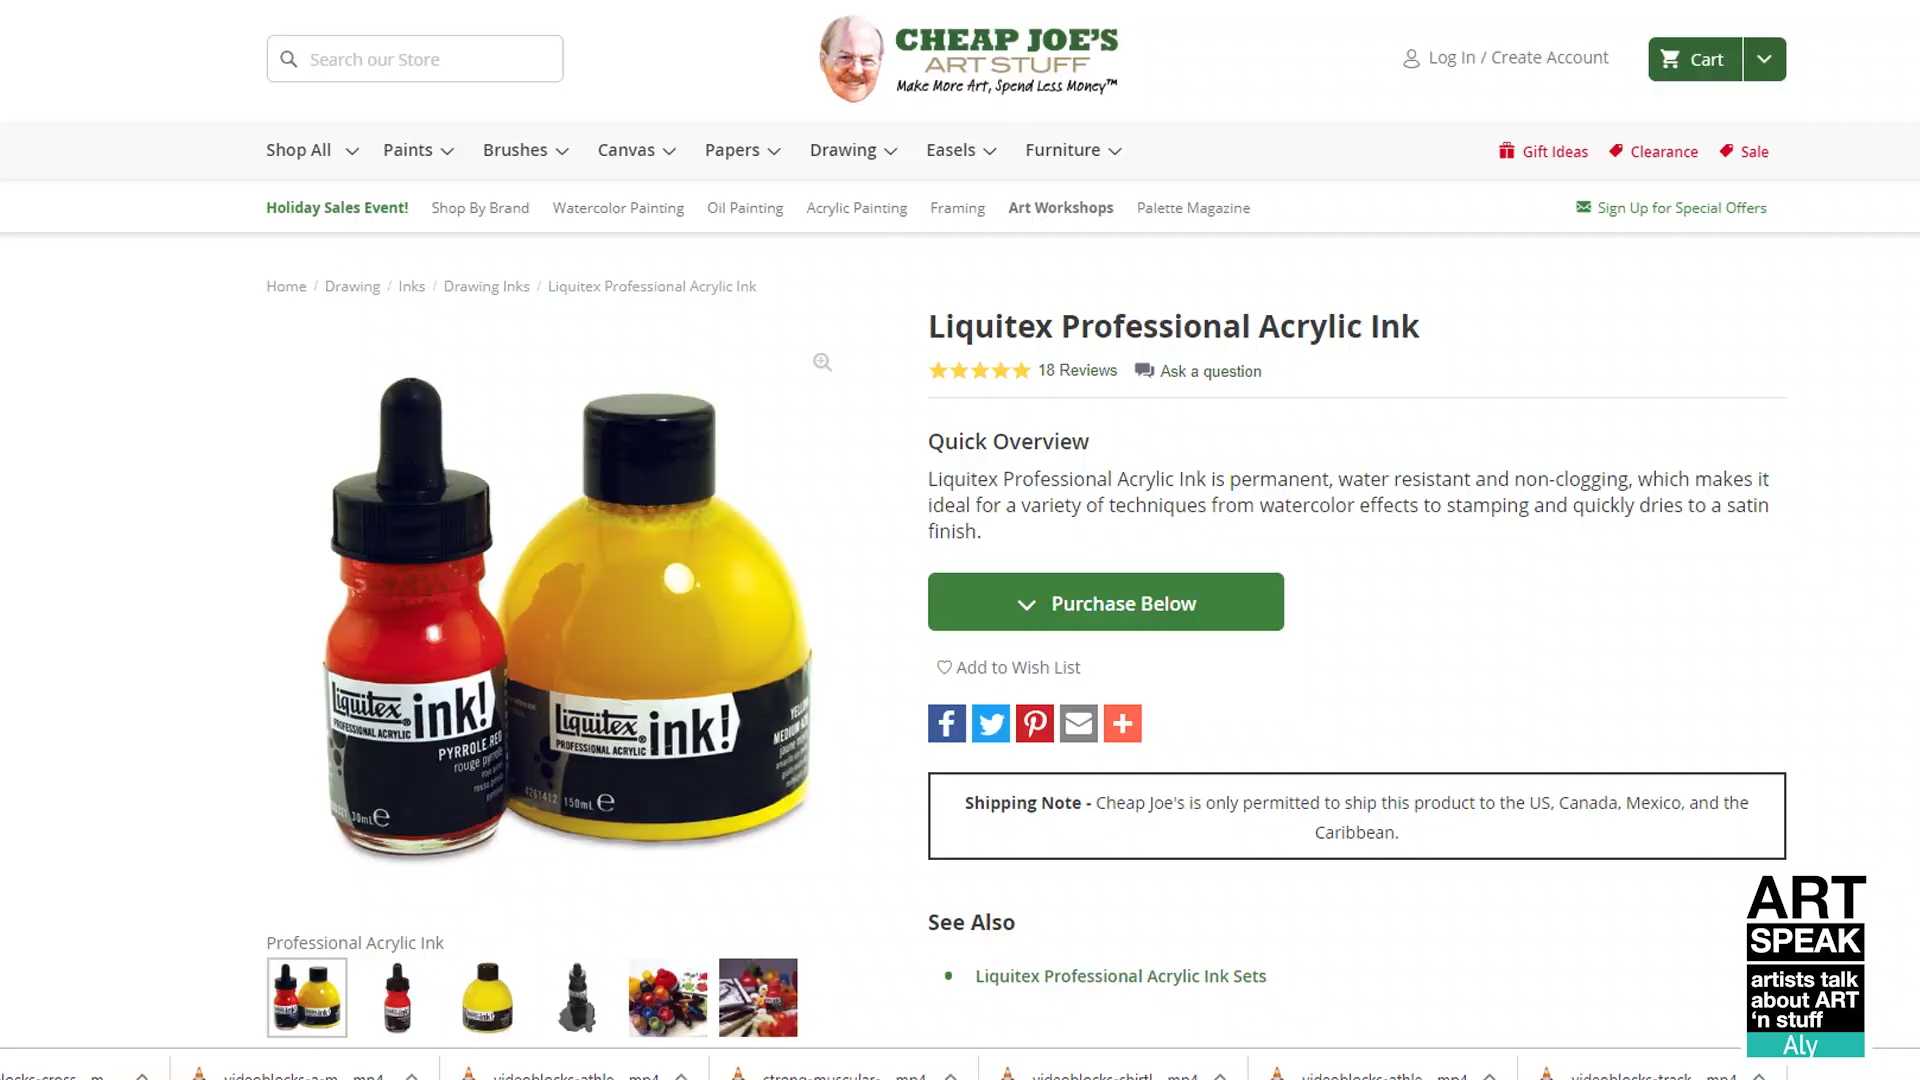 Search our Store
CHEAP JOE'S
ART STUFF
Make More Art, Spend Less Money™
Log In / Create Account
Cart
Shop All
Paints
Brushes
Canvas
Papers
Drawing
Easels
Furniture
Gift Ideas
Clearance
Sale
Holiday Sales Event!
Shop By Brand
Watercolor Painting
Oil Painting
Acrylic Painting
Framing
Art Workshops
Palette Magazine
Sign Up for Special Offers
Home / Drawing / Inks / Drawing Inks / Liquitex Professional Acrylic Ink
Liquitex Professional Acrylic Ink
18 Reviews
Ask a question
Quick Overview
Liquitex Professional Acrylic Ink is permanent, water resistant and non-clogging, which makes it
ideal for a variety of techniques from watercolor effects to stamping and quickly dries to a satin
finish.
Purchase Below
Add to Wish List
Shipping Note - Cheap Joe's is only permitted to ship this product to the US, Canada, Mexico, and the
Caribbean.
See Also
Liquitex Professional Acrylic Ink Sets
Liquitex® ink!
PROFESSIONAL ACRYLIC
PYRROLE RED
rouge pyrrole
30mL℮
Liquitex® ink!
PROFESSIONAL ACRYLIC
4261412 150mL℮
Professional Acrylic Ink
ART
SPEAK
artists talk
about ART
'n stuff
Aly